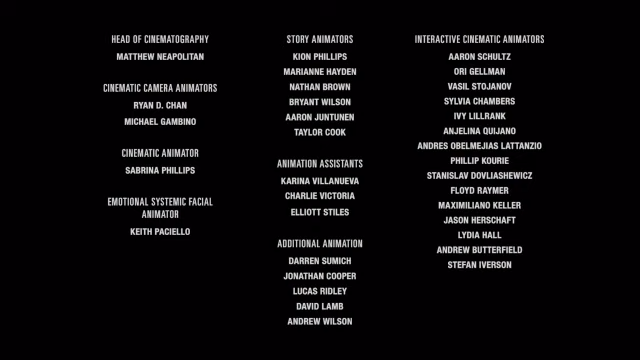 HEAD OF CINEMATOGRAPHY
MATTHEW NEAPOLITAN
CINEMATIC CAMERA ANIMATORS
RYAN D. CHAN
MICHAEL GAMBINO
CINEMATIC ANIMATOR
SABRINA PHILLIPS
EMOTIONAL SYSTEMIC FACIAL
ANIMATOR
KEITH PACIELLO
STORY ANIMATORS
KION PHILLIPS
MARIANNE HAYDEN
NATHAN BROWN
BRYANT WILSON
AARON JUNTUNEN
TAYLOR COOK
ANIMATION ASSISTANTS
KARINA VILLANUEVA
CHARLIE VICTORIA
ELLIOTT STILES
ADDITIONAL ANIMATION
DARREN SUMICH
JONATHAN COOPER
LUCAS RIDLEY
DAVID LAMB
ANDREW WILSON
INTERACTIVE CINEMATIC ANIMATORS
AARON SCHULTZ
ORI GELLMAN
VASIL STOJANOV
SYLVIA CHAMBERS
IVY LILLRANK
ANJELINA QUIJANO
ANDRES OBELMEJIAS LATTANZIO
PHILLIP KOURIE
STANISLAV DOVLIASHEWICZ
FLOYD RAYMER
MAXIMILIANO KELLER
JASON HERSCHAFT
LYDIA HALL
ANDREW BUTTERFIELD
STEFAN IVERSON